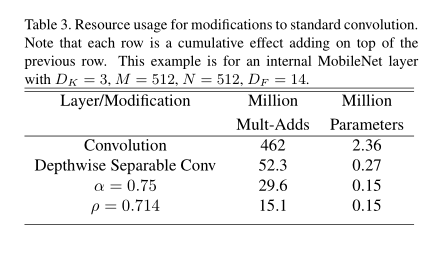 Table 3. Resource usage for modifications to standard convolution.
Note that each row is a cumulative effect adding on top of the
previous row. This example is for an internal MobileNet layer
with D_K = 3, M = 512, N = 512, D_F = 14.
Layer/Modification Million Million
Mult-Adds Parameters
Convolution 462 2.36
Depthwise Separable Conv 52.3 0.27
α = 0.75 29.6 0.15
ρ = 0.714 15.1 0.15